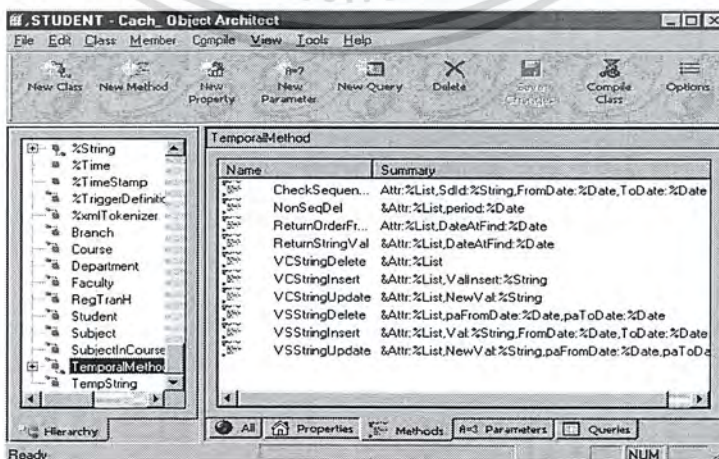 ,STUDENT - Cach_ Object Architect
File Edit Class Member Compile View Tools Help
New Class New Method New Property New Parameter New Query Delete Save Changes Compile Class Options
TemporalMethod
Name Summary
%String
%Time
%TimeStamp
%TriggerDefinitic
%xmlTokenizer
Branch
Course
Department
Faculty
RegTranH
Student
Subject
SubjectInCourse
TemporalMethod
TempString
CheckSequen... Attr:%List,SdId:%String,FromDate:%Date,ToDate:%Date
NonSeqDel &Attr:%List,period:%Date
ReturnOrderFr... Attr:%List,DateAtFind:%Date
ReturnStringVal &Attr:%List,DateAtFind:%Date
VCStringDelete &Attr:%List
VCStringInsert &Attr:%List,ValInsert:%String
VCStringUpdate &Attr:%List,NewVal:%String
VSStringDelete &Attr:%List,paFromDate:%Date,paToDate:%Date
VSStringInsert &Attr:%List,Val:%String,FromDate:%Date,ToDate:%Date
VSStringUpdate &Attr:%List,NewVal:%String,paFromDate:%Date,paToDa
Hierarchy
All Properties Methods A=3 Parameters Queries
Ready NUM